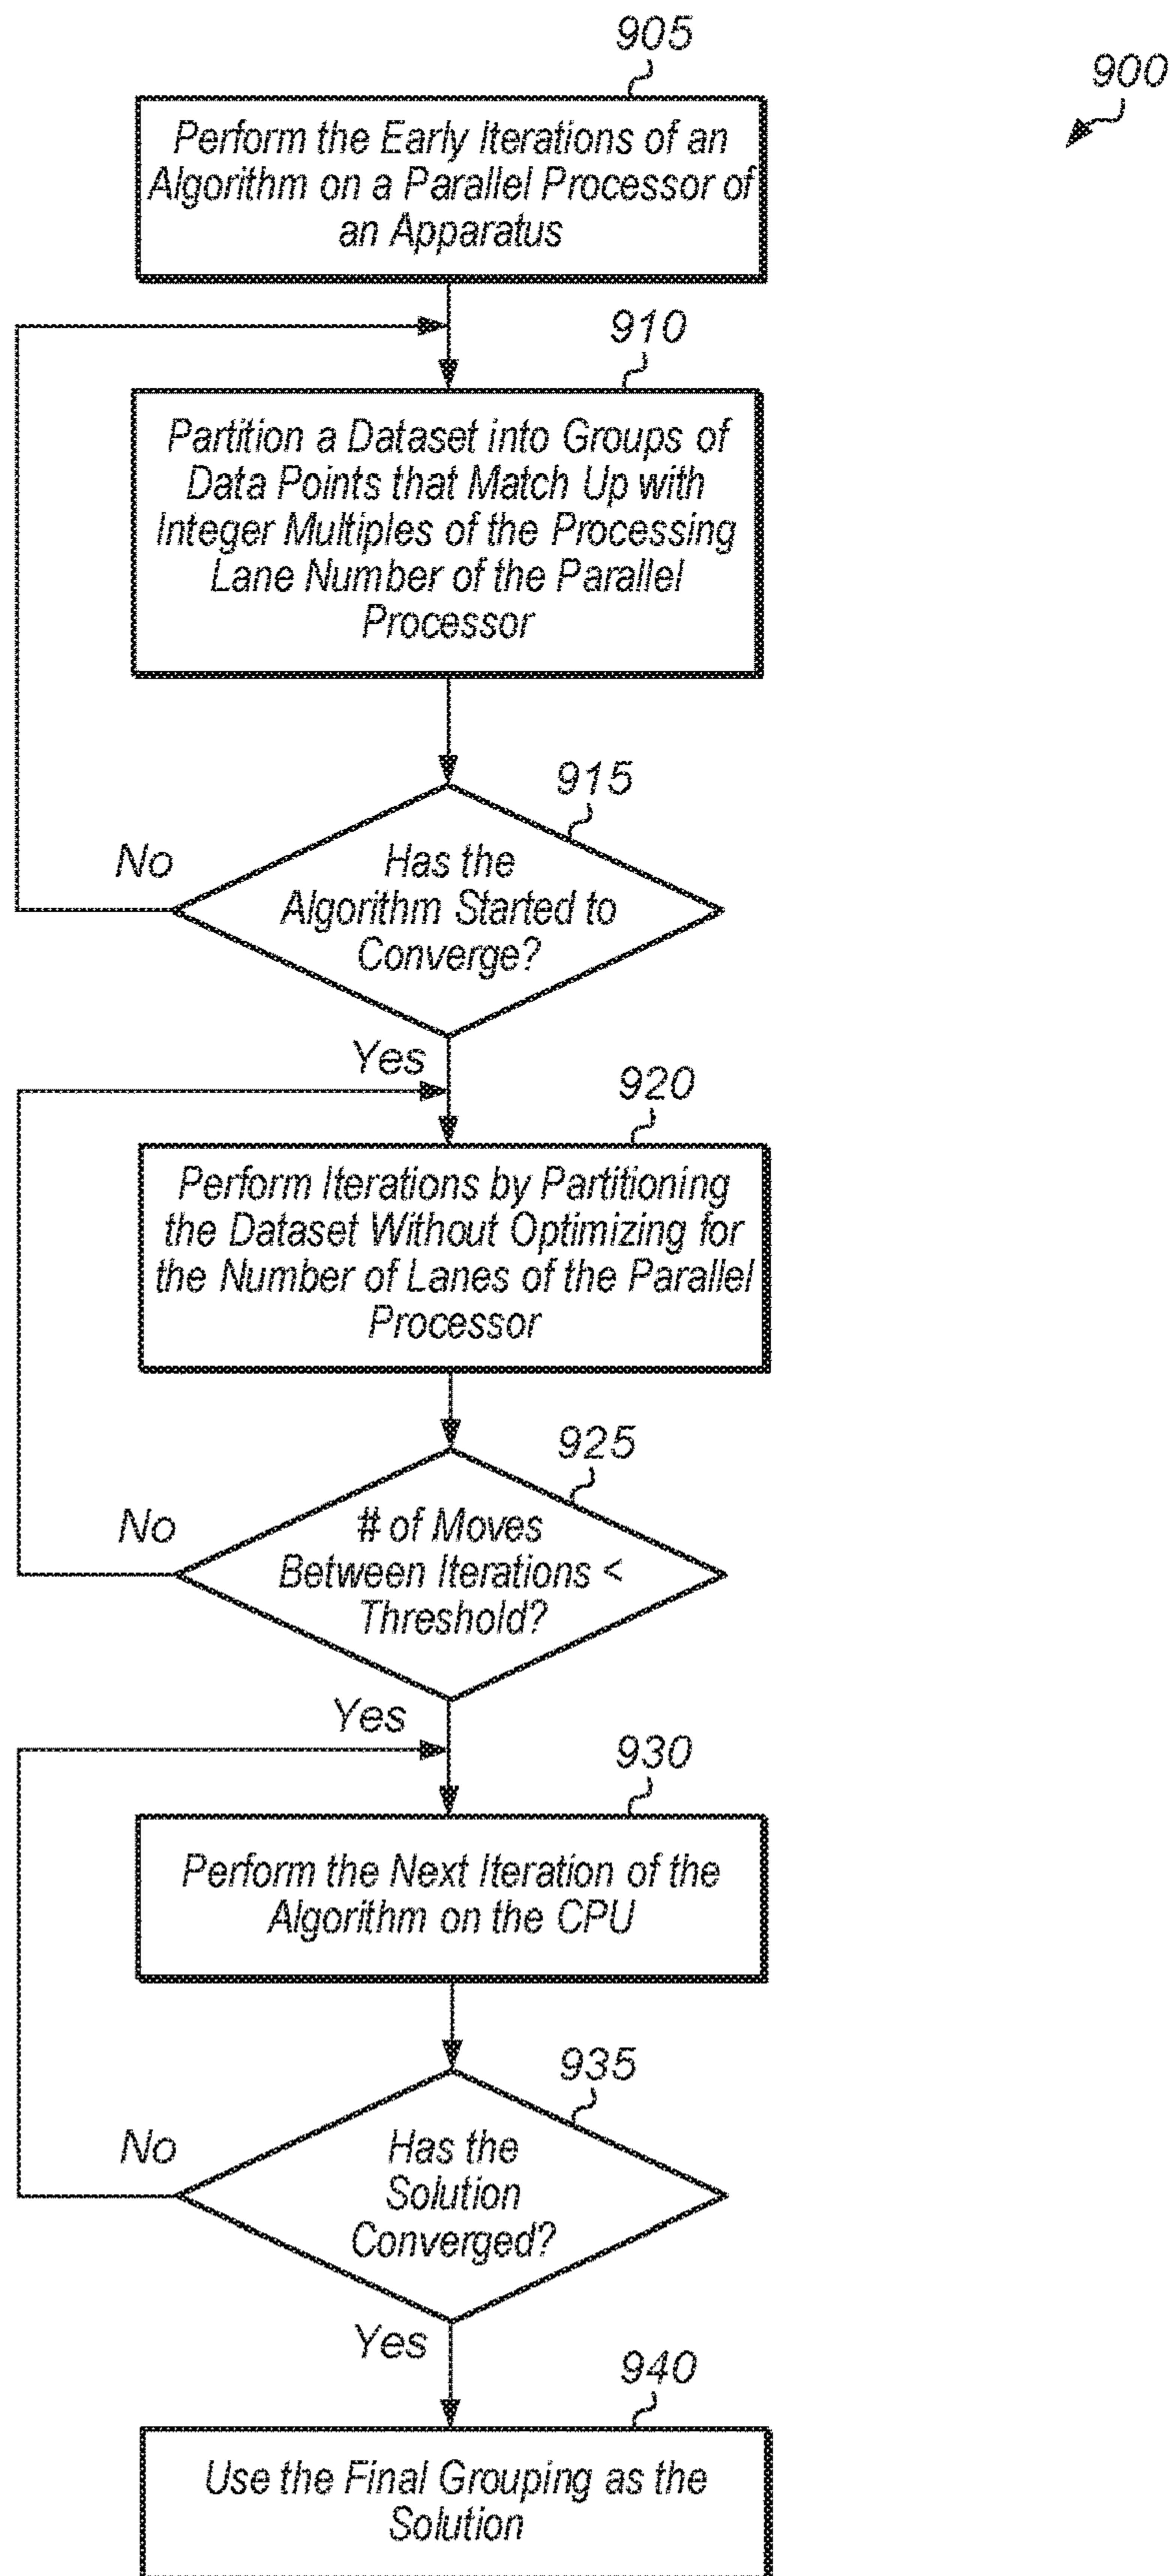 905
900
Perform the Early Iterations of an
Algorithm on a Parallel Processor of
an Apparatus
910
Partition a Dataset into Groups of
Data Points that Match Up with
Integer Multiples of the Processing
Lane Number of the Parallel
Processor
915
No
Has the
Algorithm Started to
Converge?
Yes
920
Perform Iterations by Partitioning
the Dataset Without Optimizing for
the Number of Lanes of the Parallel
Processor
925
No
# of Moves
Between Iterations <
Threshold?
Yes
930
Perform the Next Iteration of the
Algorithm on the CPU
935
No
Has the
Solution
Converged?
Yes
940
Use the Final Grouping as the
Solution